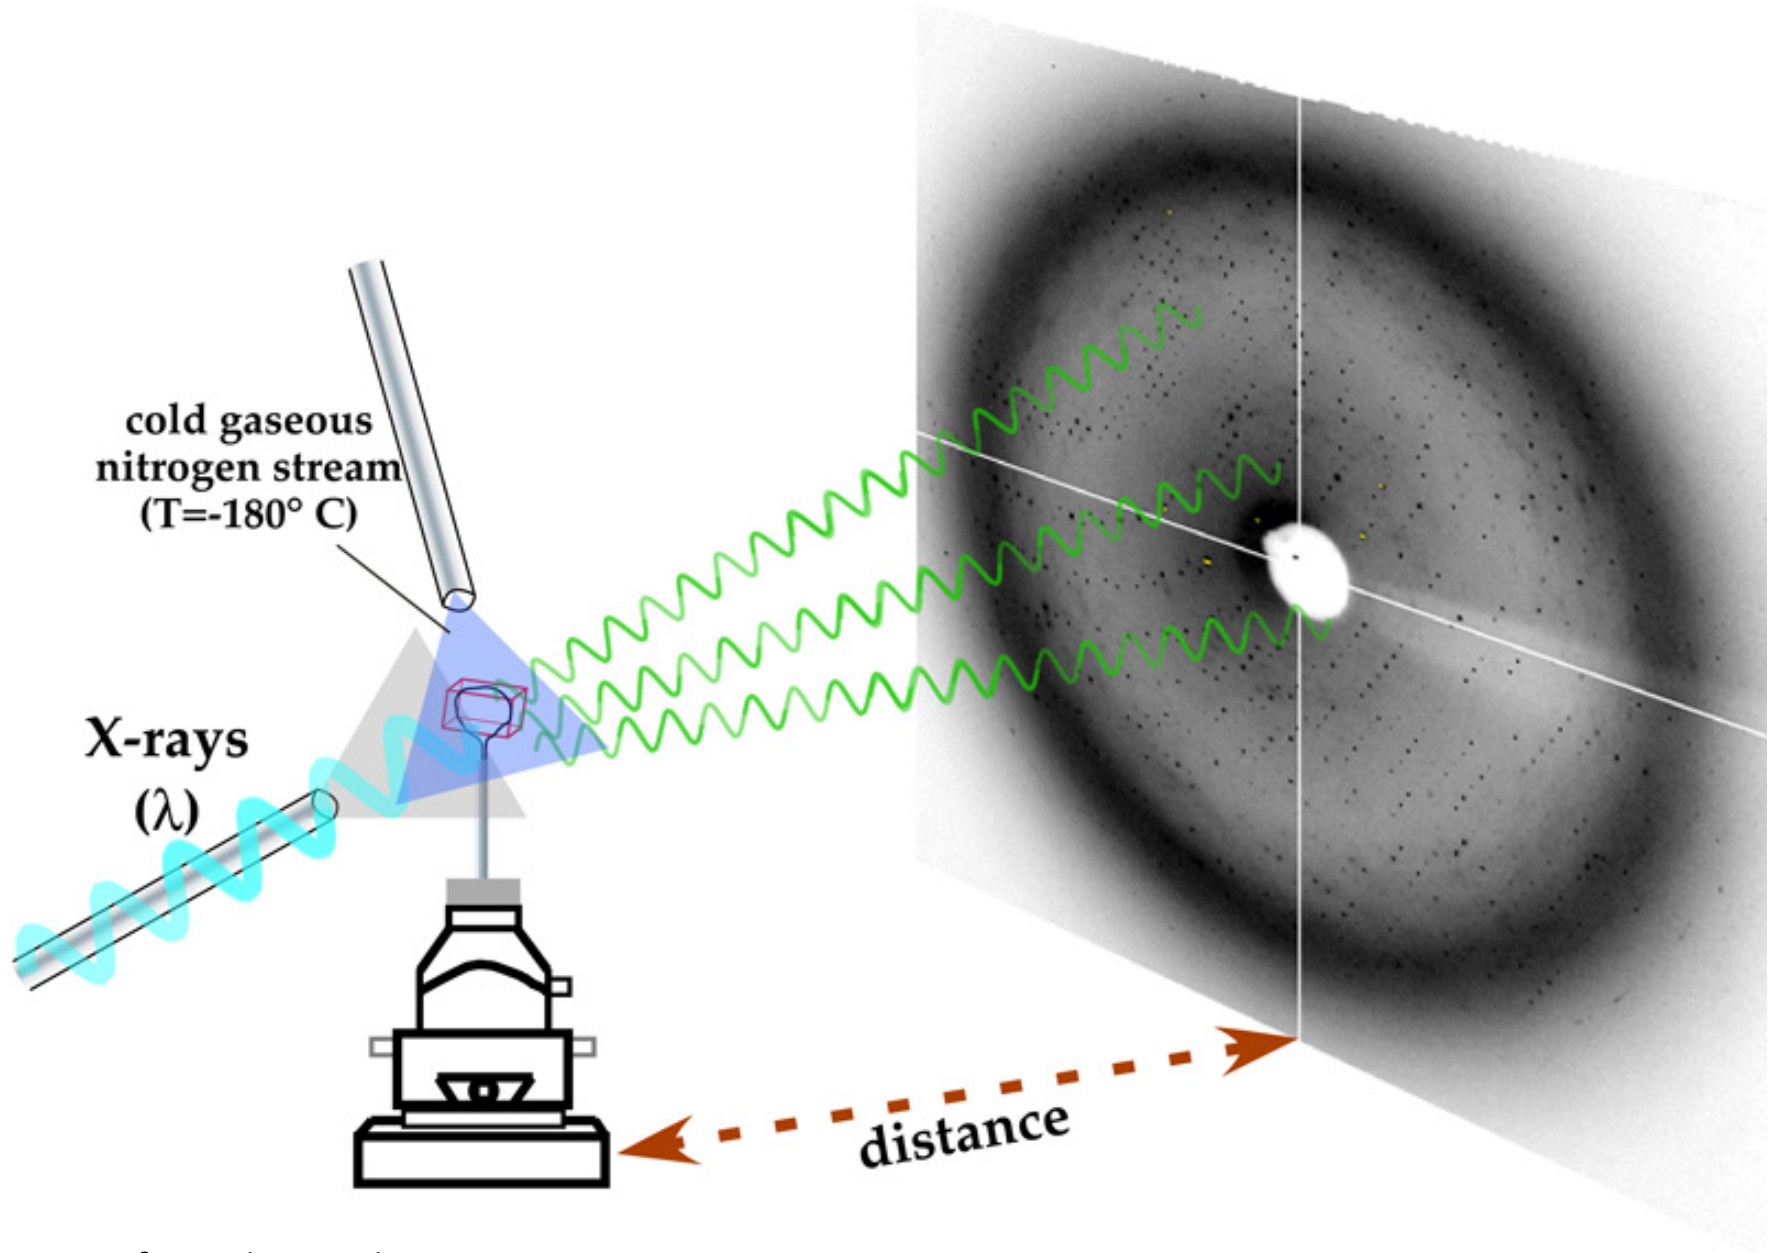 cold gaseous
nitrogen stream
(T=-180° C)
X-rays
(λ)
distance